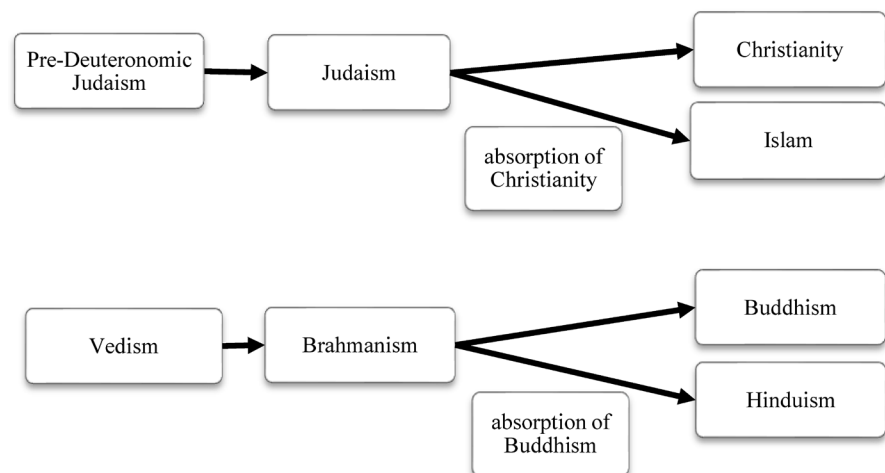 Pre-Deuteronomic
Judaism
Judaism
Christianity
Islam
absorption of
Christianity
Vedism
Brahmanism
Buddhism
Hinduism
absorption of
Buddhism